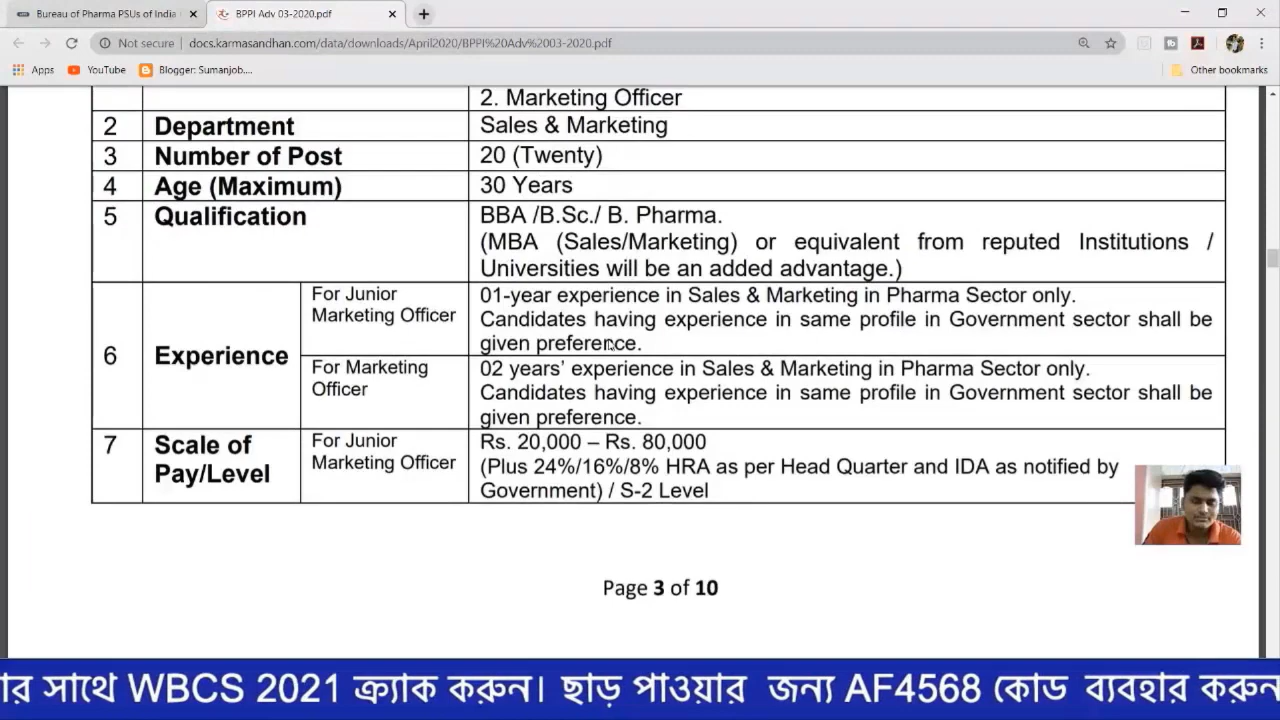 Bureau of Pharma PSUs of India
BPPI Adv 03-2020.pdf
Not secure | docs.karmasandhan.com/data/downloads/April2020/BPPI%20Adv%2003-2020.pdf
Apps YouTube Blogger: Sumanjob.... Other bookmarks
2. Marketing Officer
2 Department Sales & Marketing
3 Number of Post 20 (Twenty)
4 Age (Maximum) 30 Years
5 Qualification BBA /B.Sc./ B. Pharma.
(MBA (Sales/Marketing) or equivalent from reputed Institutions /
Universities will be an added advantage.)
6 Experience
For Junior
Marketing Officer
01-year experience in Sales & Marketing in Pharma Sector only.
Candidates having experience in same profile in Government sector shall be
given preference.
For Marketing
Officer
02 years’ experience in Sales & Marketing in Pharma Sector only.
Candidates having experience in same profile in Government sector shall be
given preference.
7 Scale of
Pay/Level
For Junior
Marketing Officer
Rs. 20,000 – Rs. 80,000
(Plus 24%/16%/8% HRA as per Head Quarter and IDA as notified by
Government) / S-2 Level
Page 3 of 10
ার সাথে WBCS 2021 ক্র্যাক করুন। ছাড় পাওয়ার জন্য AF4568 কোড ব্যবহার করুন